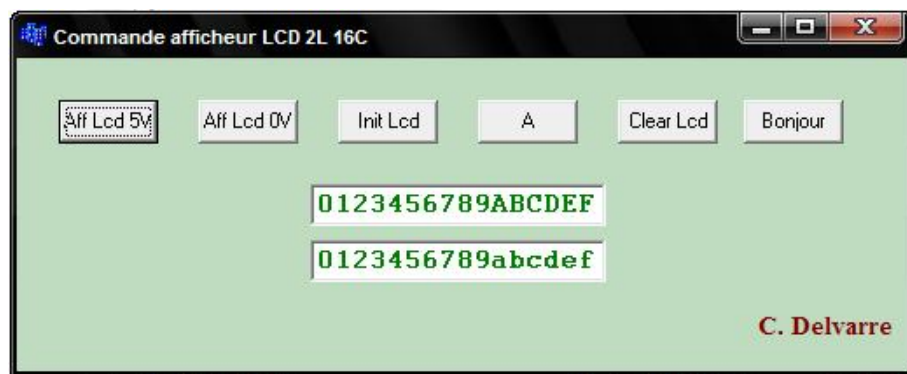 Commande afficheur LCD 2L 16C
Aff Lcd 5V Aff Lcd 0V Init Lcd A Clear Lcd Bonjour
0123456789ABCDEF
0123456789abcdef
C. Delvarre